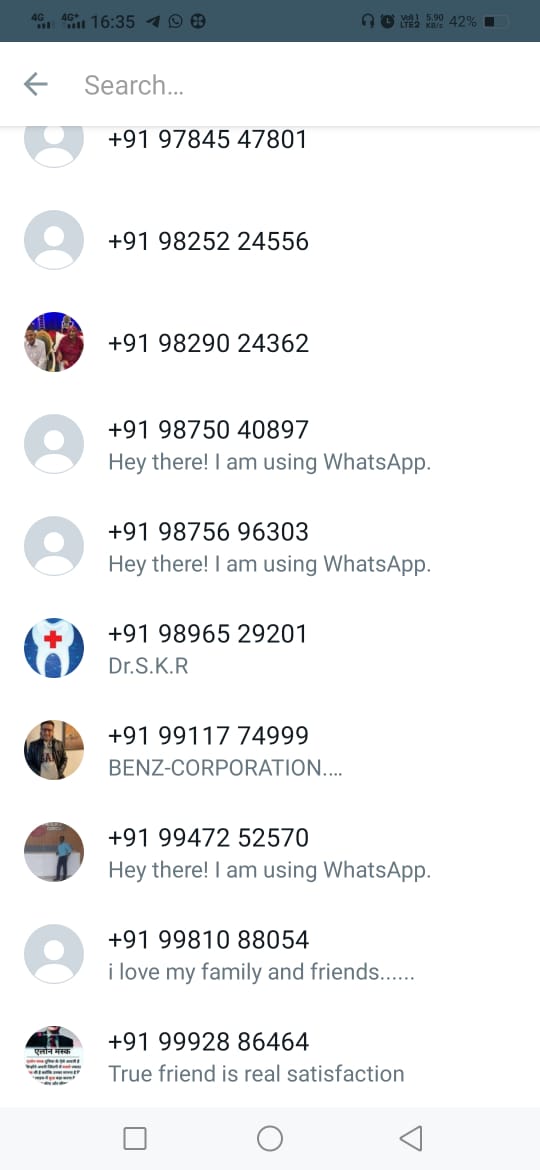 4G 4G+ 16:35 Vo1) LTE2 5.90 KB/s 42%
Search...
+91 97845 47801
+91 98252 24556
+91 98290 24362
+91 98750 40897
Hey there! I am using WhatsApp.
+91 98756 96303
Hey there! I am using WhatsApp.
+91 98965 29201
Dr.S.K.R
+91 99117 74999
BENZ-CORPORATION....
+91 99472 52570
Hey there! I am using WhatsApp.
+91 99810 88054
i love my family and friends......
एलोन मस्क
+91 99928 86464
True friend is real satisfaction